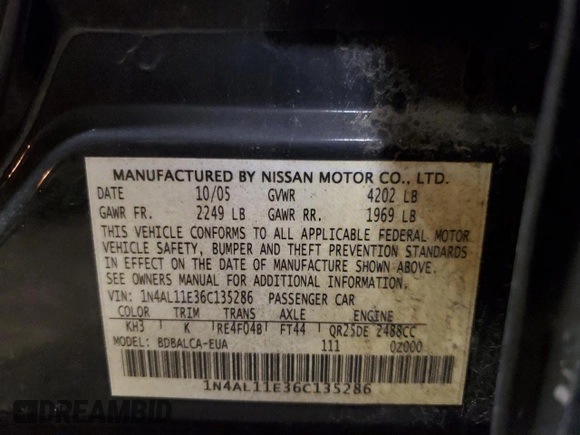 MANUFACTURED BY NISSAN MOTOR CO., LTD.
DATE 10/05 GVWR 4202 LB
GAWR FR. 2249 LB GAWR RR. 1969 LB
THIS VEHICLE CONFORMS TO ALL APPLICABLE FEDERAL MOTOR
VEHICLE SAFETY, BUMPER AND THEFT PREVENTION STANDARDS
IN EFFECT ON THE DATE OF MANUFACTURE SHOWN ABOVE.
SEE OWNERS MANUAL FOR ADDITIONAL INFORMATION.
VIN: 1N4AL11E36C135286 PASSENGER CAR
COLOR TRIM TRANS AXLE ENGINE
KH3 K RE4F04B FT44 QR25DE 2488CC
MODEL: BDBALCA-EUA 111 02000
1N4AL11E36C135286
DREAMBID